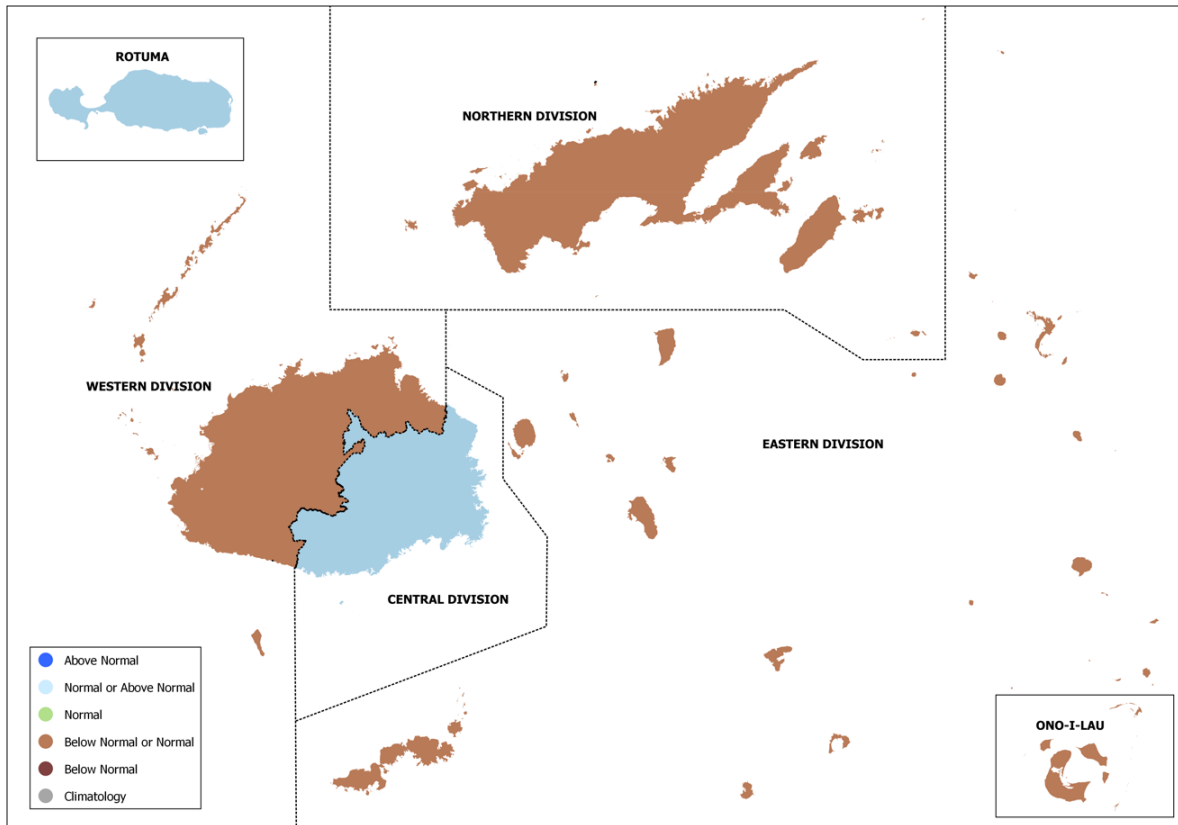 ROTUMA
NORTHERN DIVISION
WESTERN DIVISION
EASTERN DIVISION
CENTRAL DIVISION
Above Normal
Normal or Above Normal
Normal
Below Normal or Normal
Below Normal
Climatology
ONO-I-LAU